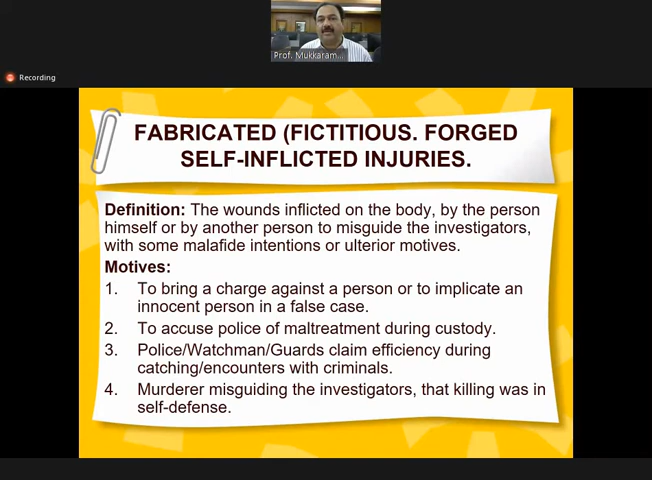 Prof. Mukkaram...
Recording
FABRICATED (FICTITIOUS. FORGED
SELF-INFLICTED INJURIES.
Definition: The wounds inflicted on the body, by the person
himself or by another person to misguide the investigators,
with some malafide intentions or ulterior motives.
Motives:
1. To bring a charge against a person or to implicate an
innocent person in a false case.
2. To accuse police of maltreatment during custody.
3. Police/Watchman/Guards claim efficiency during
catching/encounters with criminals.
4. Murderer misguiding the investigators, that killing was in
self-defense.